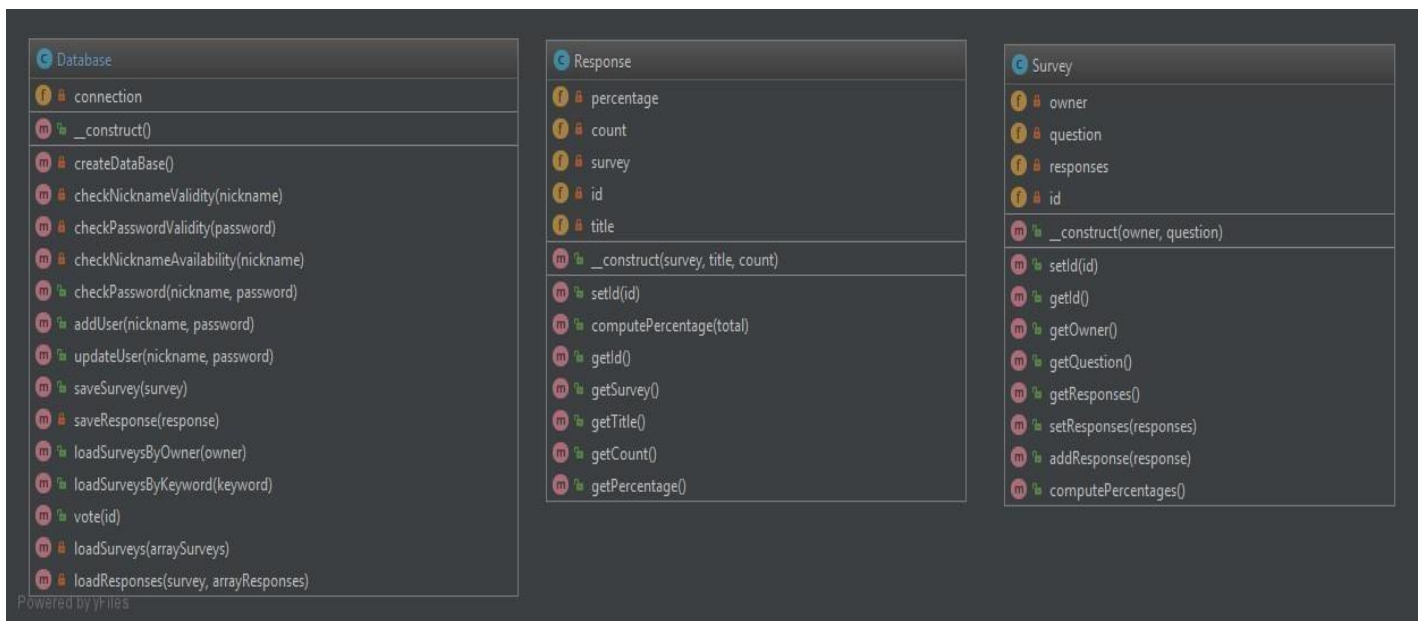 Database
connection
__construct()
createDataBase()
checkNicknameValidity(nickname)
checkPasswordValidity(password)
checkNicknameAvailability(nickname)
checkPassword(nickname, password)
addUser(nickname, password)
updateUser(nickname, password)
saveSurvey(survey)
saveResponse(response)
loadSurveysByOwner(owner)
loadSurveysByKeyword(keyword)
vote(id)
loadSurveys(arraySurveys)
loadResponses(survey, arrayResponses)
Powered by yFiles
Response
percentage
count
survey
id
title
__construct(survey, title, count)
setId(id)
computePercentage(total)
getId()
getSurvey()
getTitle()
getCount()
getPercentage()
Survey
owner
question
responses
id
__construct(owner, question)
setId(id)
getId()
getOwner()
getQuestion()
getResponses()
setResponses(responses)
addResponse(response)
computePercentages()